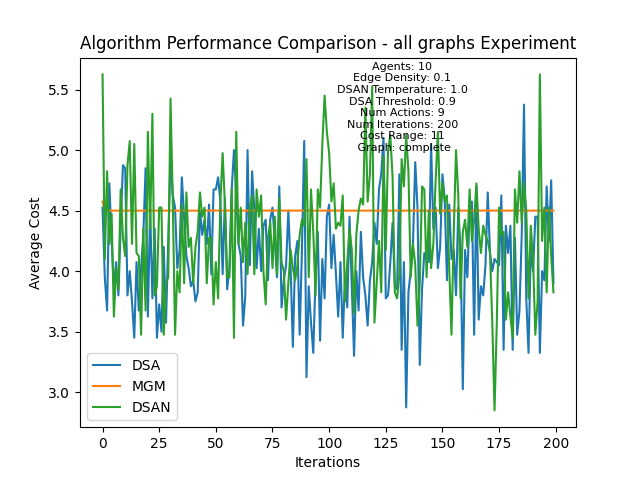 Algorithm Performance Comparison - all graphs Experiment
Agents: 10
Edge Density: 0.1
DSAN Temperature: 1.0
DSA Threshold: 0.9
Num Actions: 9
Num Iterations: 200
Cost Range: 11
Graph: complete
Average Cost
5.5
5.0
4.5
4.0
3.5
3.0
DSA
MGM
DSAN
0 25 50 75 100 125 150 175 200
Iterations